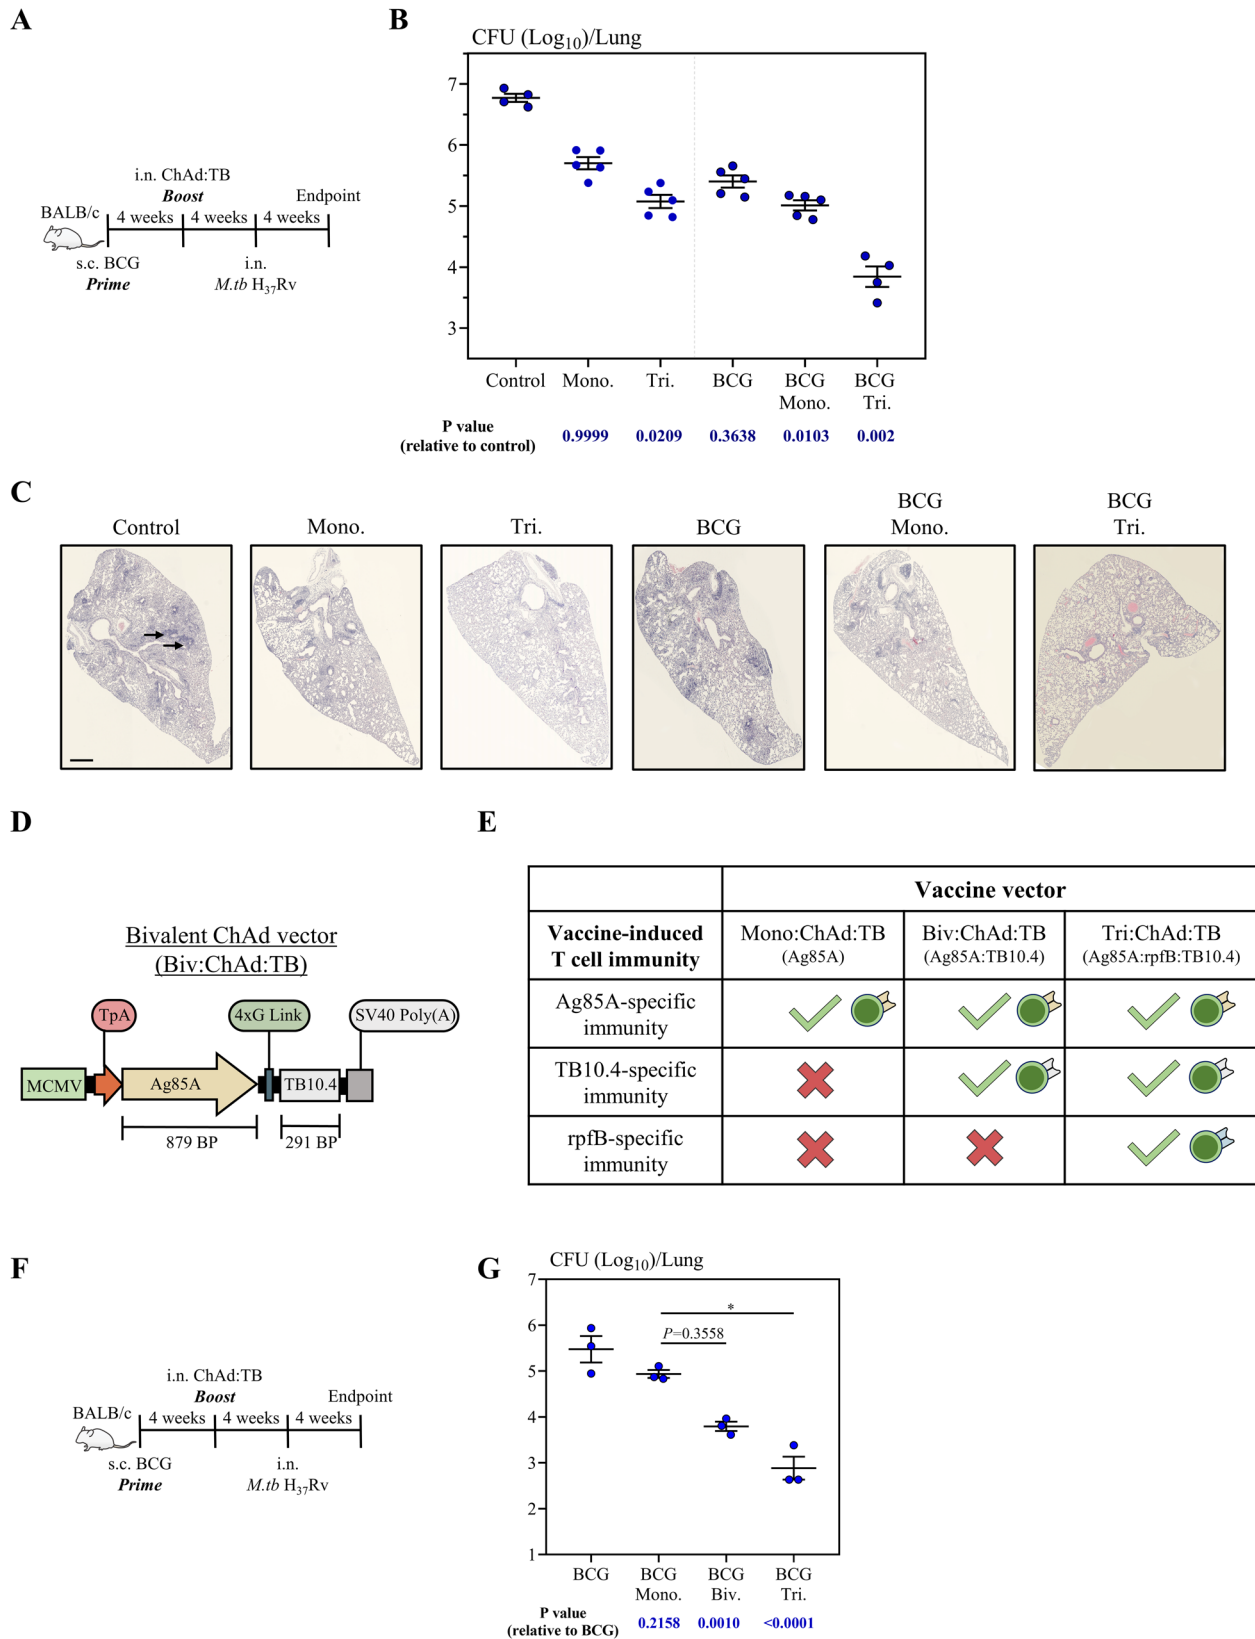 A
i.n. ChAd:TB
Boost
Endpoint
BALB/c
4 weeks 4 weeks 4 weeks
s.c. BCG
Prime
i.n.
M.tb H37Rv
B
CFU (Log10)/Lung
7
6
5
4
3
Control Mono. Tri. BCG BCG Mono. BCG Tri.
P value
(relative to control)
0.9999 0.0209 0.3638 0.0103 0.002
C
Control Mono. Tri. BCG BCG Mono. BCG Tri.
D
Bivalent ChAd vector
(Biv:ChAd:TB)
TpA 4xG Link SV40 Poly(A)
MCMV Ag85A TB10.4
879 BP 291 BP
E
Vaccine vector
Vaccine-induced
T cell immunity
Mono:ChAd:TB
(Ag85A)
Biv:ChAd:TB
(Ag85A:TB10.4)
Tri:ChAd:TB
(Ag85A:rpfB:TB10.4)
Ag85A-specific
immunity
TB10.4-specific
immunity
rpfB-specific
immunity
F
i.n. ChAd:TB
Boost
Endpoint
BALB/c
4 weeks 4 weeks 4 weeks
s.c. BCG
Prime
i.n.
M.tb H37Rv
G
CFU (Log10)/Lung
7
6
5
4
3
2
1
*
P=0.3558
BCG BCG Mono. BCG Biv. BCG Tri.
P value
(relative to BCG)
0.2158 0.0010 <0.0001